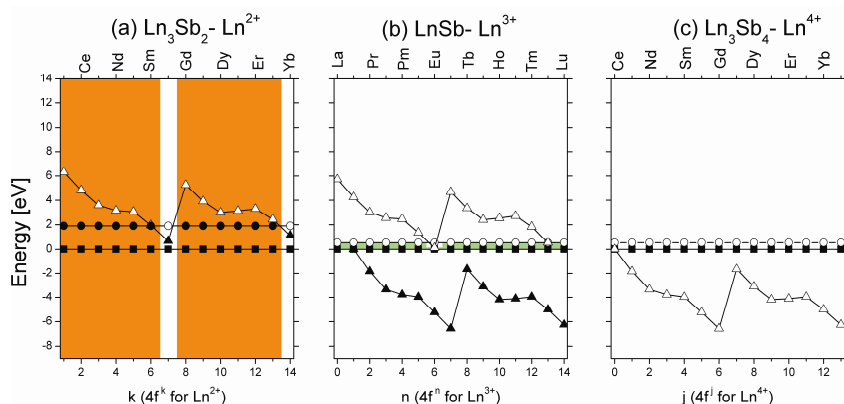 (a) Ln₃Sb₂- Ln²⁺
(b) LnSb- Ln³⁺
(c) Ln₃Sb₄- Ln⁴⁺
Ce Nd Sm Gd Dy Er Yb
La Pr Pm Eu Tb Ho Tm Lu
Ce Nd Sm Gd Dy Er Yb
14
12
10
8
6
4
2
0
-2
-4
-6
-8
Energy [eV]
2 4 6 8 10 12 14
0 2 4 6 8 10 12 14
0 2 4 6 8 10 12
k (4fᵏ for Ln²⁺)
n (4fⁿ for Ln³⁺)
j (4fʲ for Ln⁴⁺)